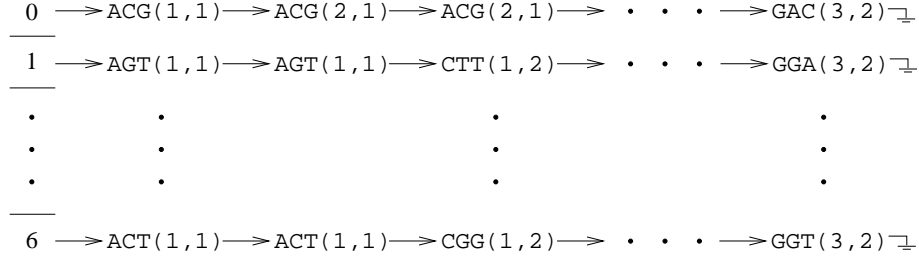 0 ACG(1,1) ACG(2,1) ACG(2,1) . . . GAC(3,2)
1 AGT(1,1) AGT(1,1) CTT(1,2) . . . GGA(3,2)
. . . .
. . . .
. . . .
6 ACT(1,1) ACT(1,1) CGG(1,2) . . . GGT(3,2)